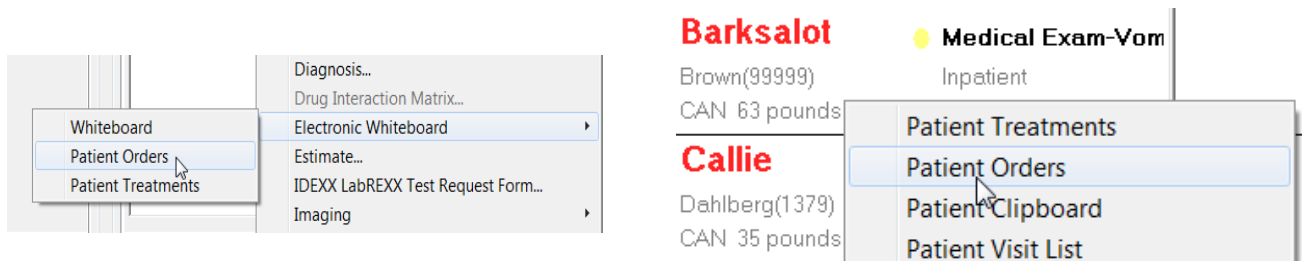 Diagnosis...
Drug Interaction Matrix...
Electronic Whiteboard
Estimate...
IDEXX LabREXX Test Request Form...
Imaging
Whiteboard
Patient Orders
Patient Treatments
Barksalot
Medical Exam-Vom
Brown(99999)
Inpatient
CAN 63 pounds
Callie
Dahlberg(1379)
CAN 35 pounds
Patient Treatments
Patient Orders
Patient Clipboard
Patient Visit List